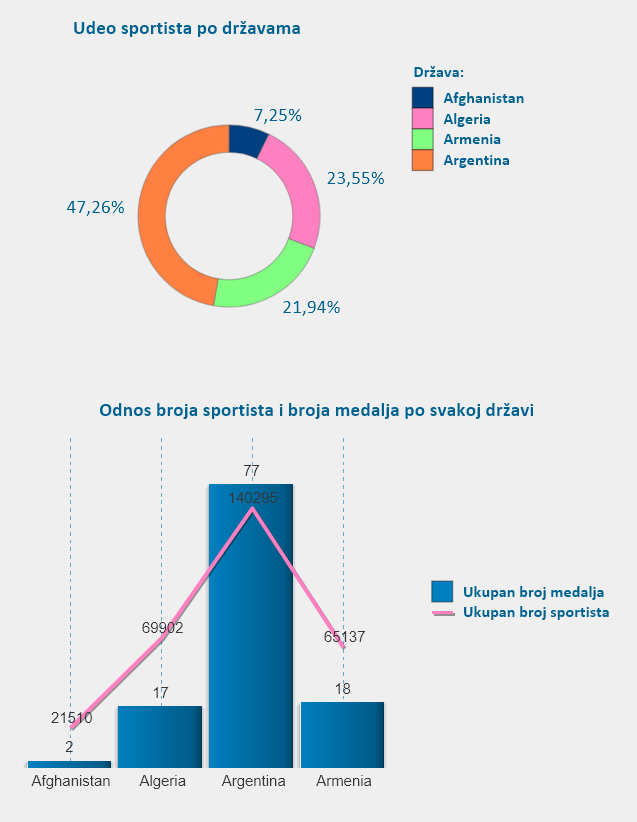 Udeo sportista po državama
Država:
Afghanistan
Algeria
Armenia
Argentina
7,25%
23,55%
47,26%
21,94%
Odnos broja sportista i broja medalja po svakoj državi
77
140295
69902
65137
17
18
21510
2
Ukupan broj medalja
Ukupan broj sportista
Afghanistan Algeria Argentina Armenia